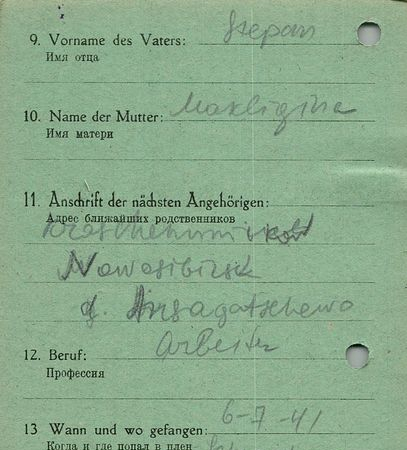 9. Vorname des Vaters: Stepan
Имя отца
10. Name der Mutter: Makligina
Имя матери
11. Anschrift der nächsten Angehörigen:
Адрес ближайших родственников
Nowosibirsk
d.
12. Beruf: Arbeiter
Профессия
13 Wann und wo gefangen: 6-7-41
Когда и где попал в плен